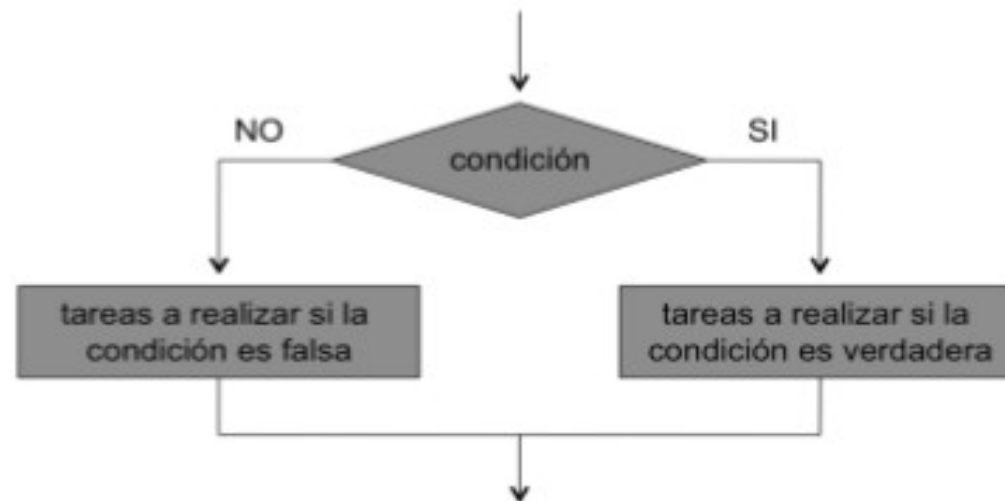 NO
SI
condición
tareas a realizar si la
condición es falsa
tareas a realizar si la
condición es verdadera